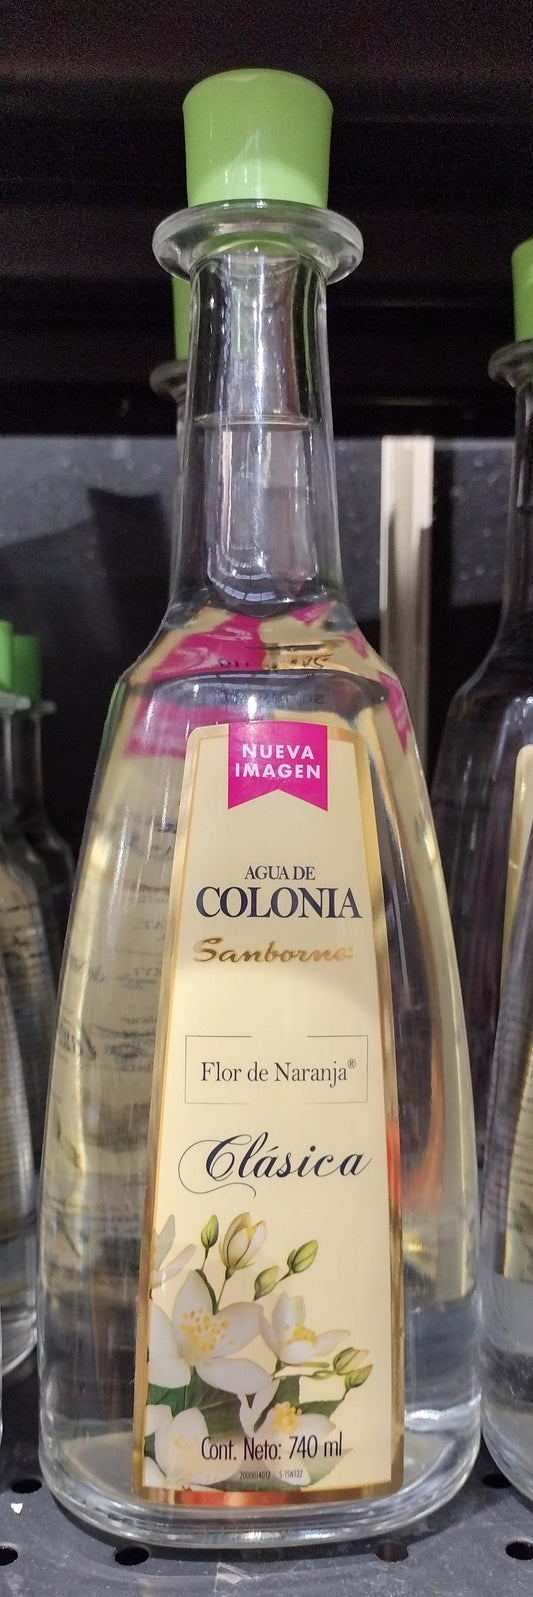 NUEVA
IMAGEN
AGUA DE
COLONIA
Sanborns
Flor de Naranja®
Clásica
Cont. Neto: 740 ml